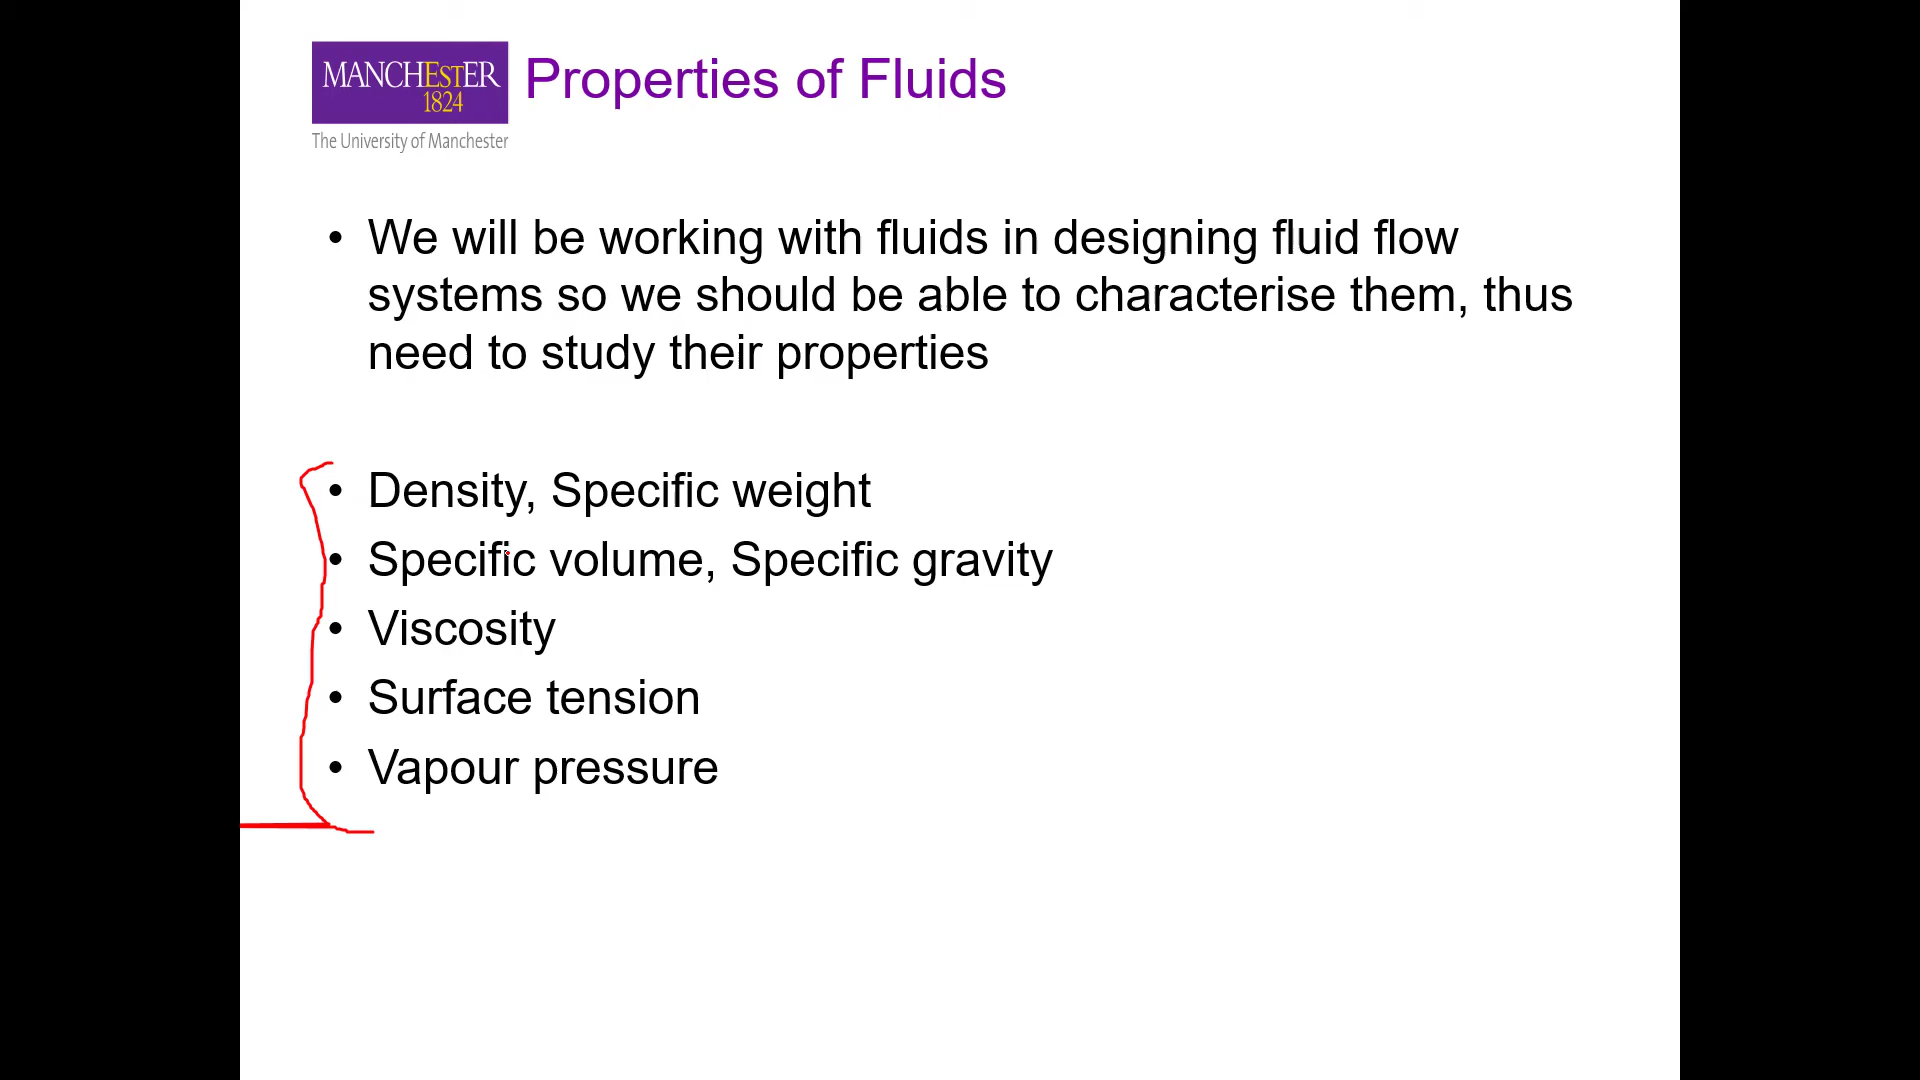 MANCHESTER
1824
The University of Manchester
Properties of Fluids
• We will be working with fluids in designing fluid flow
systems so we should be able to characterise them, thus
need to study their properties
• Density, Specific weight
• Specific volume, Specific gravity
• Viscosity
• Surface tension
• Vapour pressure